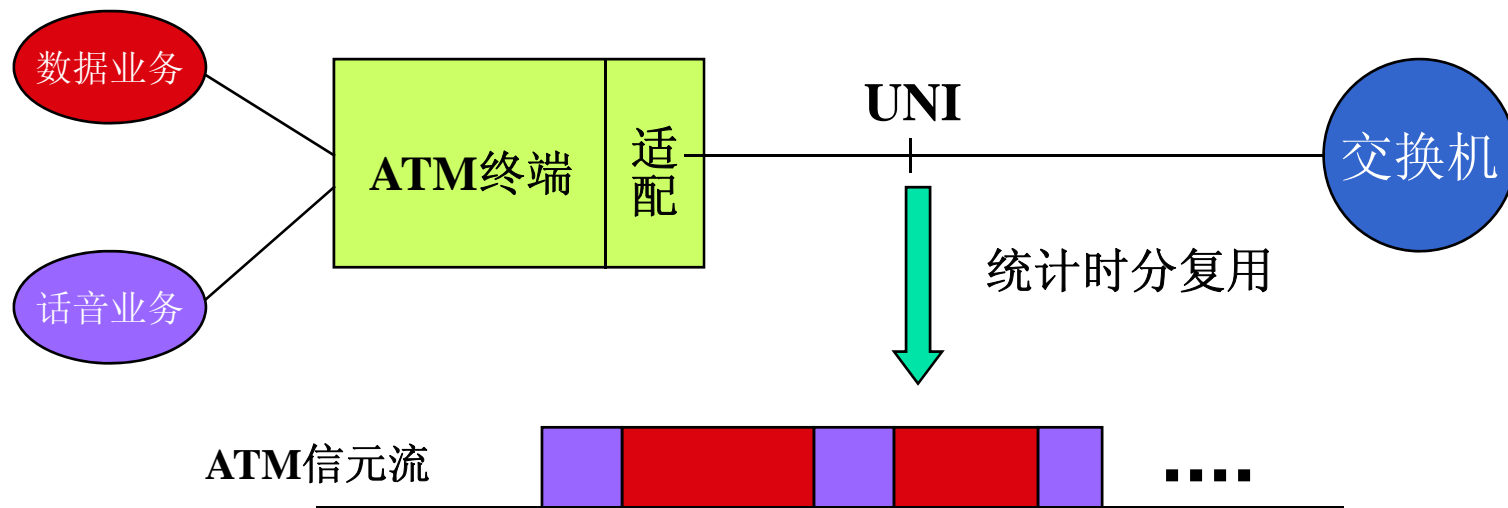 数据业务
话音业务
ATM终端
适
配
UNI
交换机
统计时分复用
ATM信元流